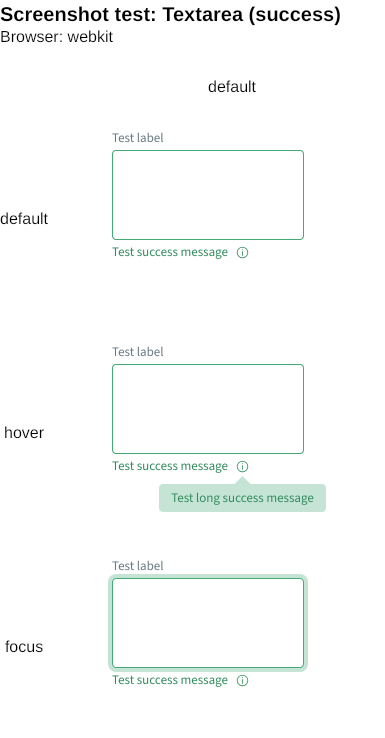 Screenshot test: Textarea (success)
Browser: webkit
default
Test label
default
Test success message
Test label
hover
Test success message
Test long success message
Test label
focus
Test success message